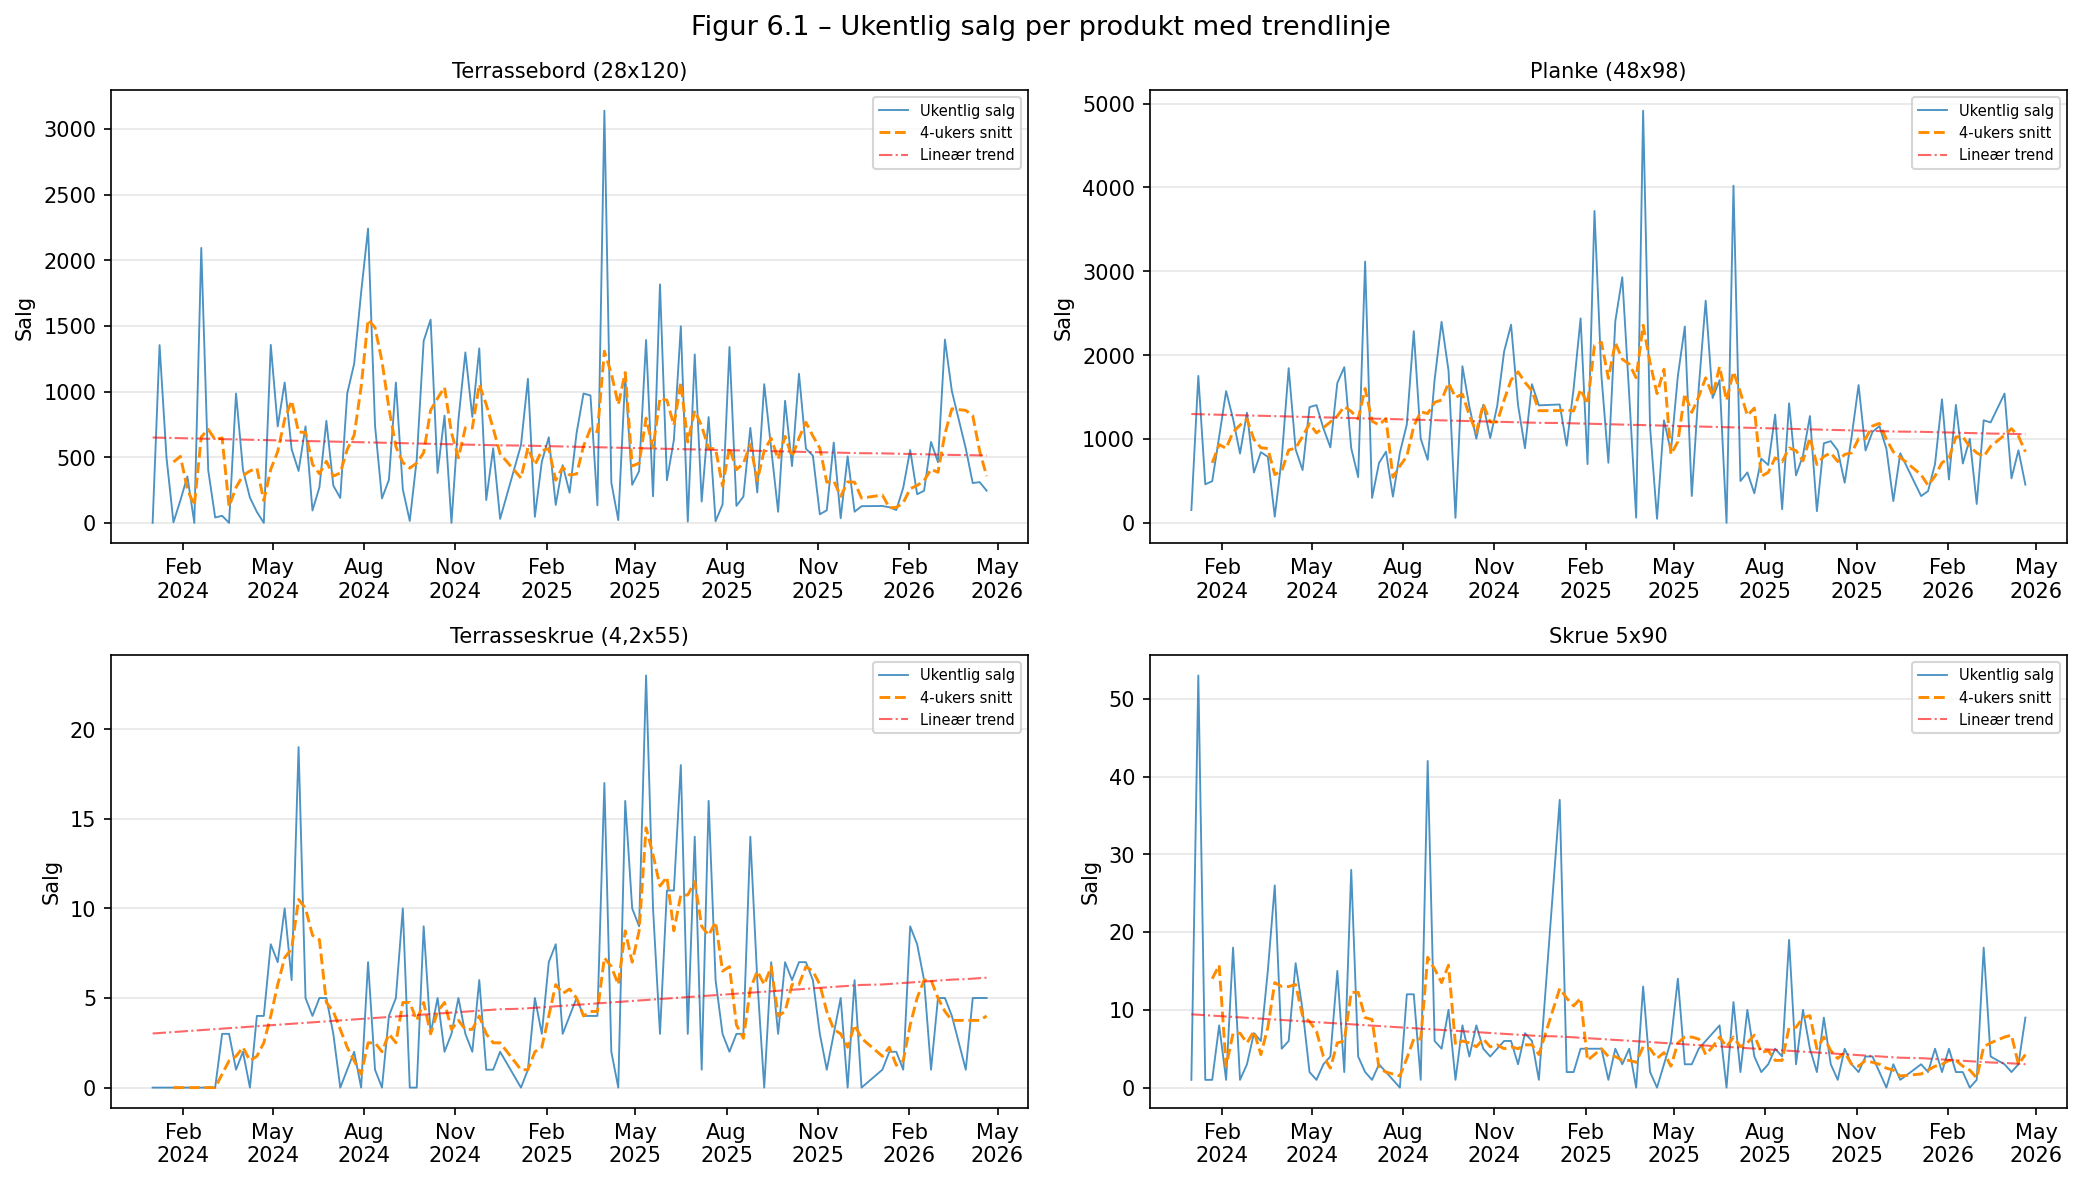 Figur 6.1 – Ukentlig salg per produkt med trendlinje
Terrassebord (28x120)
Salg
3000
2500
2000
1500
1000
500
0
Ukentlig salg
4-ukers snitt
Lineær trend
Feb May Aug Nov Feb May Aug Nov Feb May
2024 2024 2024 2024 2025 2025 2025 2025 2026 2026
Planke (48x98)
Salg
5000
4000
3000
2000
1000
0
Ukentlig salg
4-ukers snitt
Lineær trend
Feb May Aug Nov Feb May Aug Nov Feb May
2024 2024 2024 2024 2025 2025 2025 2025 2026 2026
Terrasseskrue (4,2x55)
Salg
20
15
10
5
0
Ukentlig salg
4-ukers snitt
Lineær trend
Feb May Aug Nov Feb May Aug Nov Feb May
2024 2024 2024 2024 2025 2025 2025 2025 2026 2026
Skrue 5x90
Salg
50
40
30
20
10
0
Ukentlig salg
4-ukers snitt
Lineær trend
Feb May Aug Nov Feb May Aug Nov Feb May
2024 2024 2024 2024 2025 2025 2025 2025 2026 2026